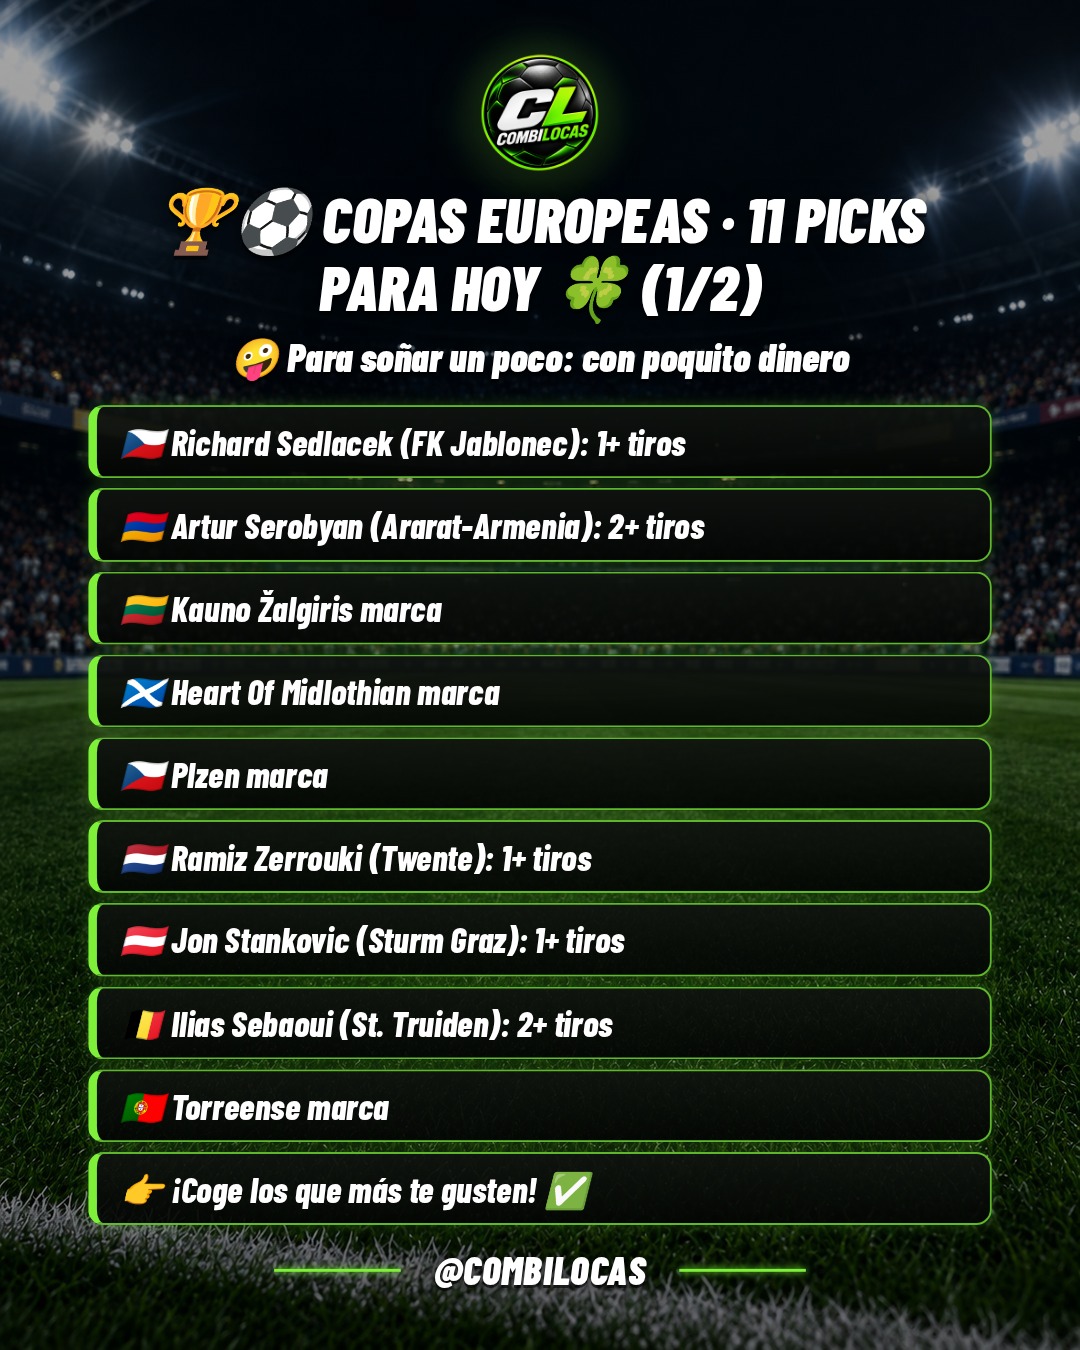 CL
COMBILOCAS
🏆⚽ COPAS EUROPEAS · 11 PICKS
PARA HOY 🍀 (1/2)
🤪 Para soñar un poco: con poquito dinero
🇨🇿 Richard Sedlacek (FK Jablonec): 1+ tiros
🇦🇲 Artur Serobyan (Ararat-Armenia): 2+ tiros
🇱🇹 Kauno Žalgiris marca
🏴󠁧󠁢󠁳󠁣󠁴󠁿 Heart Of Midlothian marca
🇨🇿 Plzen marca
🇳🇱 Ramiz Zerrouki (Twente): 1+ tiros
🇦🇹 Jon Stankovic (Sturm Graz): 1+ tiros
🇧🇪 Ilias Sebaoui (St. Truiden): 2+ tiros
🇵🇹 Torreense marca
👉 ¡Coge los que más te gusten! ✅
@COMBILOCAS